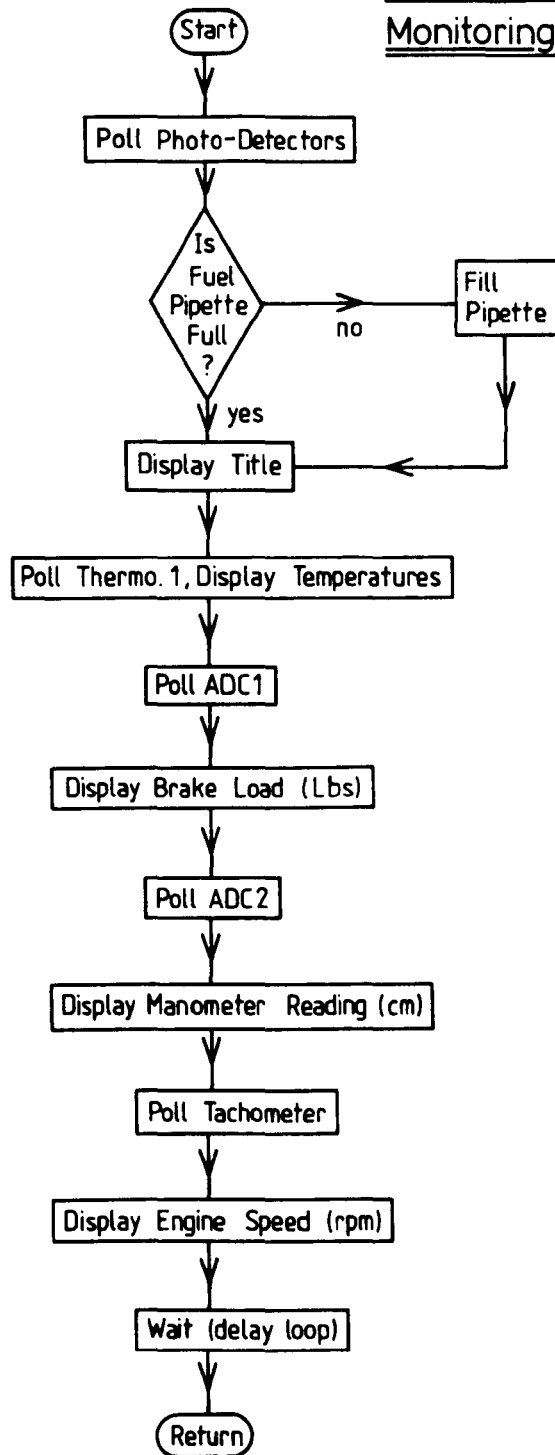 Start
Monitoring
Poll Photo-Detectors
Is
Fuel
Pipette
Full
?
no
Fill
Pipette
yes
Display Title
Poll Thermo. 1, Display Temperatures
Poll ADC1
Display Brake Load (Lbs)
Poll ADC2
Display Manometer Reading (cm)
Poll Tachometer
Display Engine Speed (rpm)
Wait (delay loop)
Return